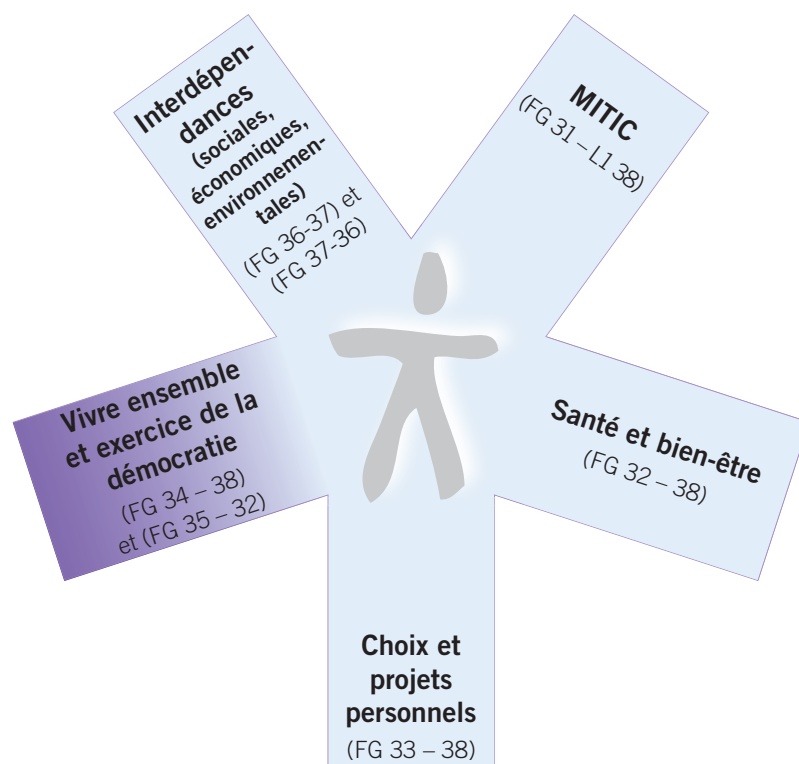 Interdépen-
dances
(sociales,
économiques,
environnemen-
tales)
(FG 36-37) et
(FG 37-36)
MITIC
(FG 31 – L1 38)
Vivre ensemble
et exercice de la
démocratie
(FG 34 – 38)
et (FG 35 – 32)
Santé et bien-être
(FG 32 – 38)
Choix et
projets
personnels
(FG 33 – 38)